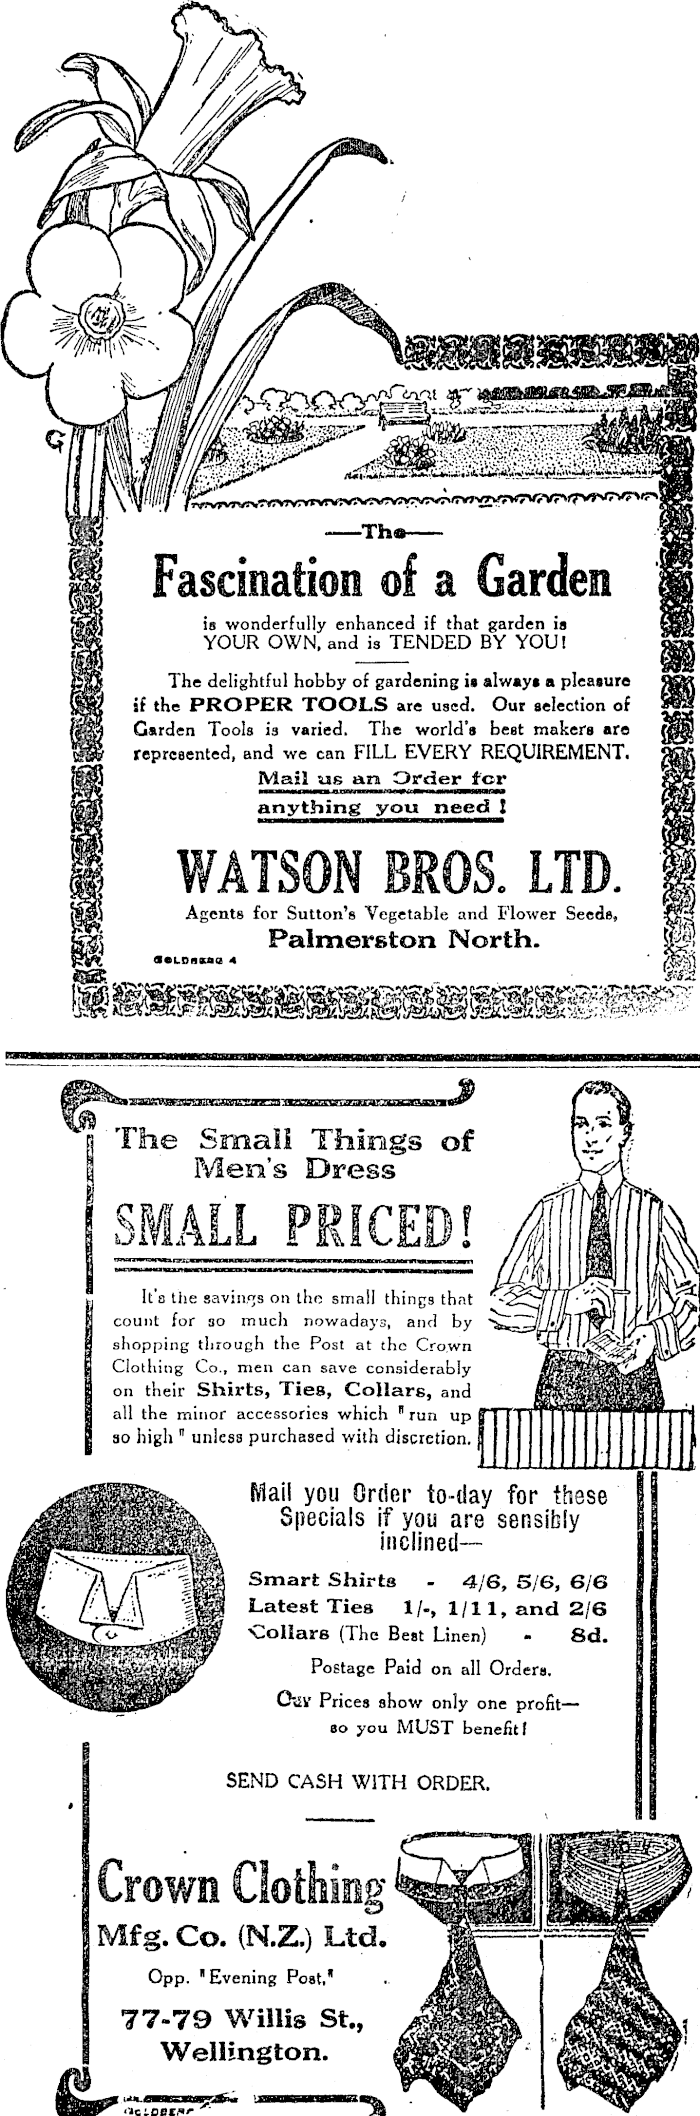 G
—The—
Fascination of a Garden
is wonderfully enhanced if that garden is
YOUR OWN, and is TENDED BY YOU!
The delightful hobby of gardening is always a pleasure
if the PROPER TOOLS are used. Our selection of
Garden Tools is varied. The world's best makers are
represented, and we can FILL EVERY REQUIREMENT.
Mail us an Order for
anything you need !
WATSON BROS. LTD.
Agents for Sutton's Vegetable and Flower Seeds,
Palmerston North.
GOLDBERG 4
The Small Things of
Men's Dress
SMALL PRICED!
It's the savings on the small things that
count for so much nowadays, and by
shopping through the Post at the Crown
Clothing Co., men can save considerably
on their Shirts, Ties, Collars, and
all the minor accessories which "run up
so high" unless purchased with discretion.
Mail you Order to-day for these
Specials if you are sensibly
inclined—
Smart Shirts - 4/6, 5/6, 6/6
Latest Ties 1/-, 1/11, and 2/6
Collars (The Best Linen) - 8d.
Postage Paid on all Orders.
Our Prices show only one profit—
so you MUST benefit!
SEND CASH WITH ORDER.
Crown Clothing
Mfg. Co. (N.Z.) Ltd.
Opp. "Evening Post,"
77-79 Willis St.,
Wellington.
GOLDBERG